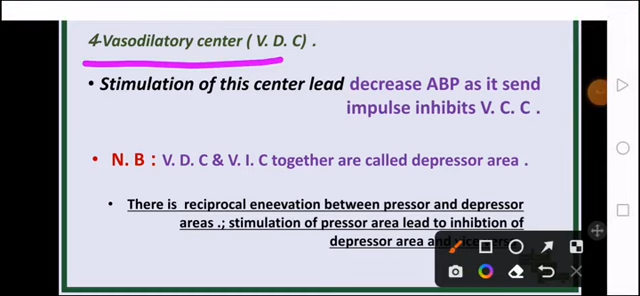 4-Vasodilatory center ( V. D. C) .
• Stimulation of this center lead decrease ABP as it send
impulse inhibits V. C. C .
• N. B : V. D. C & V. I. C together are called depressor area .
• There is reciprocal eneevation between pressor and depressor
areas .; stimulation of pressor area lead to inhibtion of
depressor area and